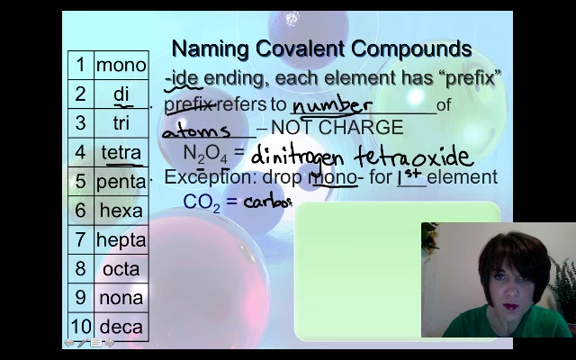 Naming Covalent Compounds
-ide ending, each element has "prefix"
prefix refers to number of
atoms – NOT CHARGE
N₂O₄ = dinitrogen tetraoxide
Exception: drop mono- for 1st element
CO₂ = carbo
1 mono
2 di
3 tri
4 tetra
5 penta
6 hexa
7 hepta
8 octa
9 nona
10 deca